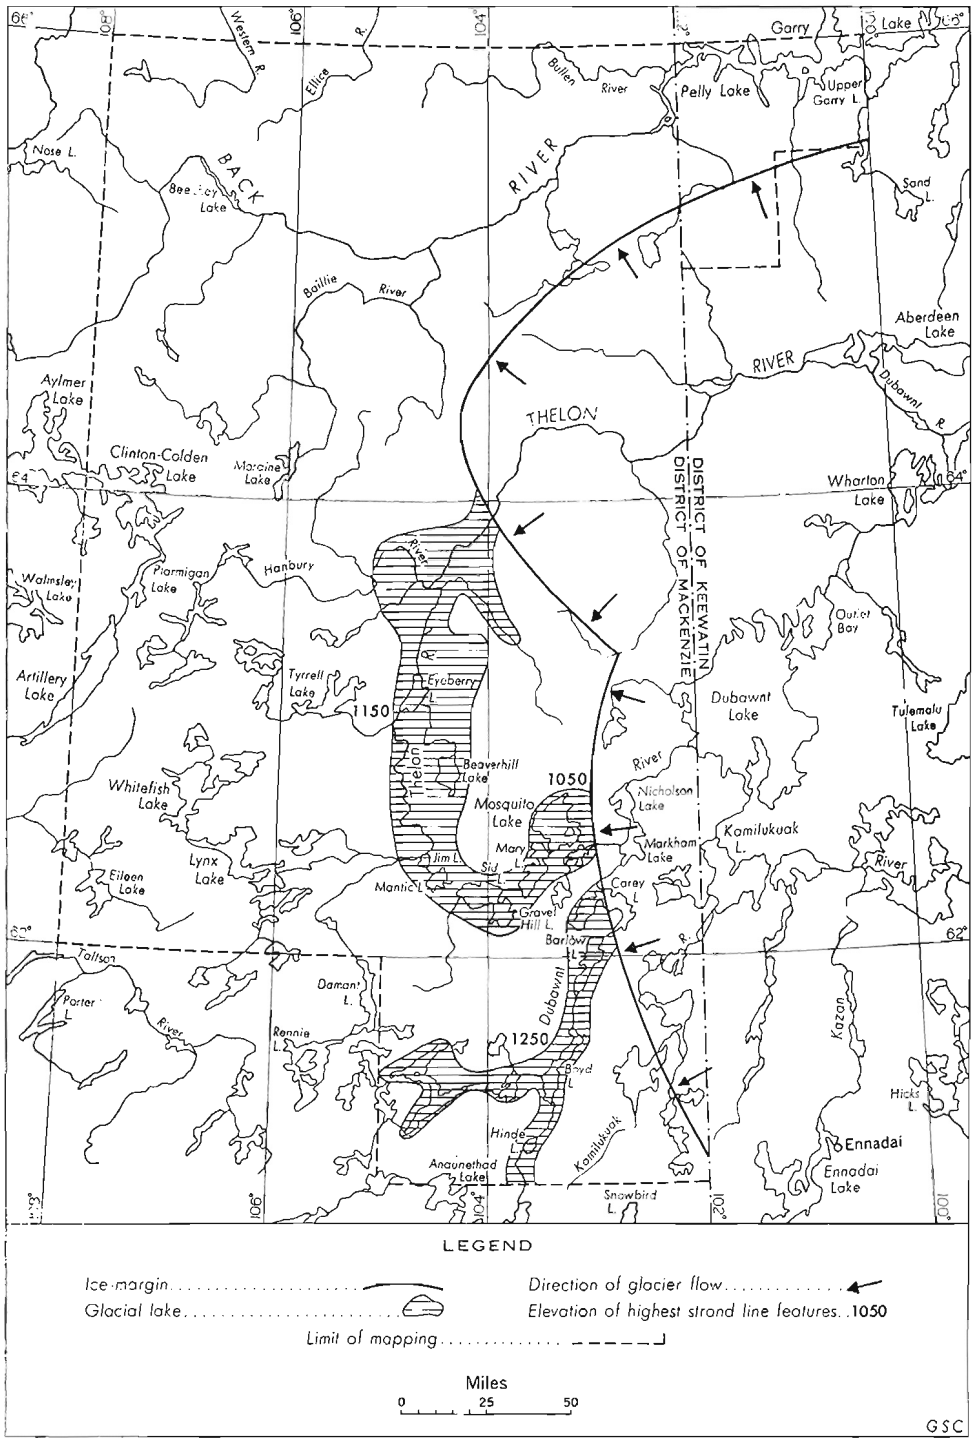 66°
108°
106°
104°
66°
Western R.
Ellice R.
Bullen River
Garry Lake
Pelly Lake
Upper Garry L.
Nose L.
BACK RIVER
Lake
Sand L.
Baillie River
Aberdeen Lake
RIVER
Dubawnt R.
Aylmer Lake
THELON
Clinton-Colden Lake
Moraine Lake
64°
Wharton Lake
DISTRICT OF KEEWATIN
DISTRICT OF MACKENZIE
River
Hanbury
Ptarmigan Lake
Walmsley Lake
Outlet Bay
Artillery Lake
Tyrrell Lake
R.
Eyeberry L.
1150
Dubawnt Lake
Tulemalu Lake
Thelon
Beaverhill Lake
1050
River
Nicholson Lake
Whitefish Lake
Mosquito Lake
Kamilukuak L.
Mary L.
Markham Lake
Lynx Lake
Jim L.
Sid L.
River
Eileen Lake
Mantic L.
Carey L
Gravel Hill L.
Barlow L
R.
62°
62°
Taltson
Porter L
River
Damant L.
Dubawnt
Kazan
Rennie L.
1250
Boyd L
Hicks L.
Hinde L.
Kamilukuak
Ennadai
Ennadai Lake
Anaunethad Lake
Snowbird L.
106°
104°
102°
100°
LEGEND
Ice-margin
Direction of glacier flow
Glacial lake
Elevation of highest strand line features..1050
Limit of mapping
Miles
0 25 50
GSC